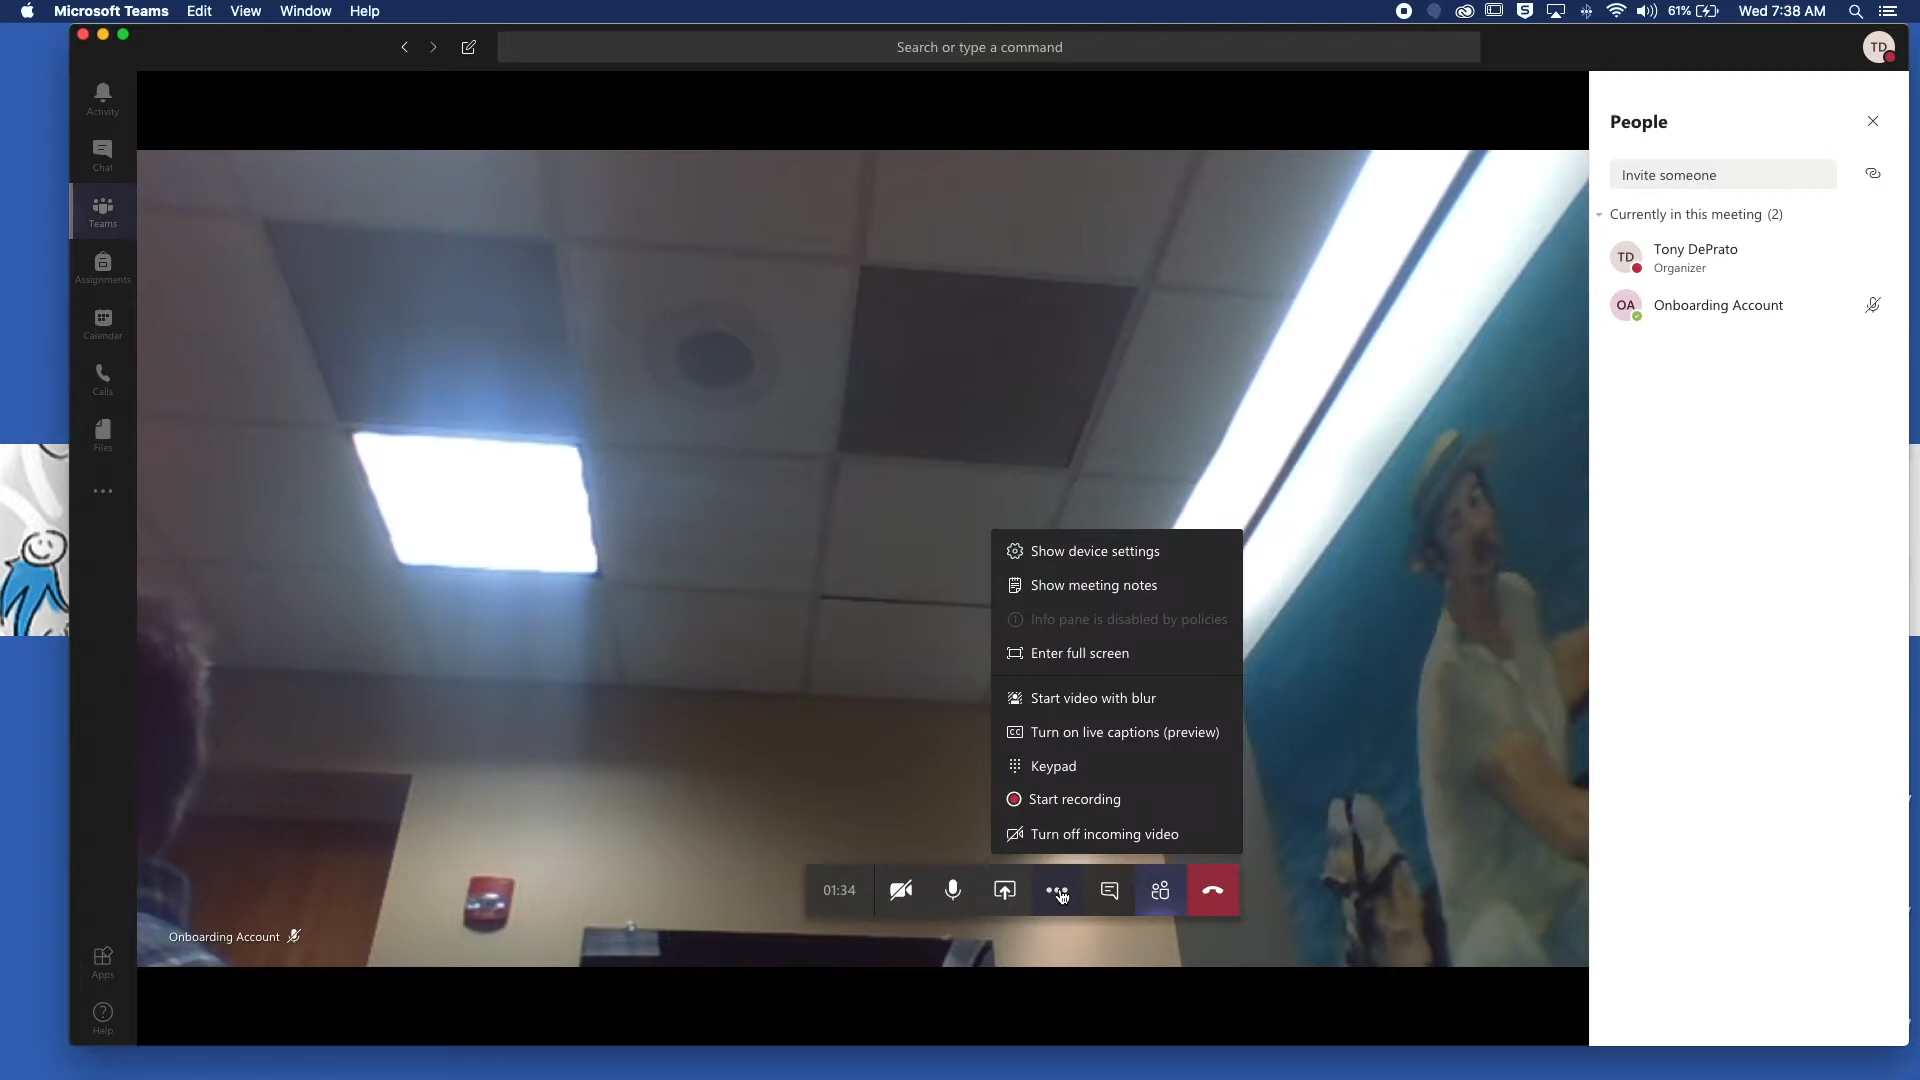 Microsoft Teams Edit View Window Help
61% Wed 7:38 AM
Search or type a command
TD
Activity
Chat
Teams
Assignments
Calendar
Calls
Files
Apps
Help
Show device settings
Show meeting notes
Info pane is disabled by policies
Enter full screen
Start video with blur
CC Turn on live captions (preview)
Keypad
Start recording
Turn off incoming video
01:34
Onboarding Account
People
Invite someone
Currently in this meeting (2)
TD Tony DePrato
Organizer
OA Onboarding Account